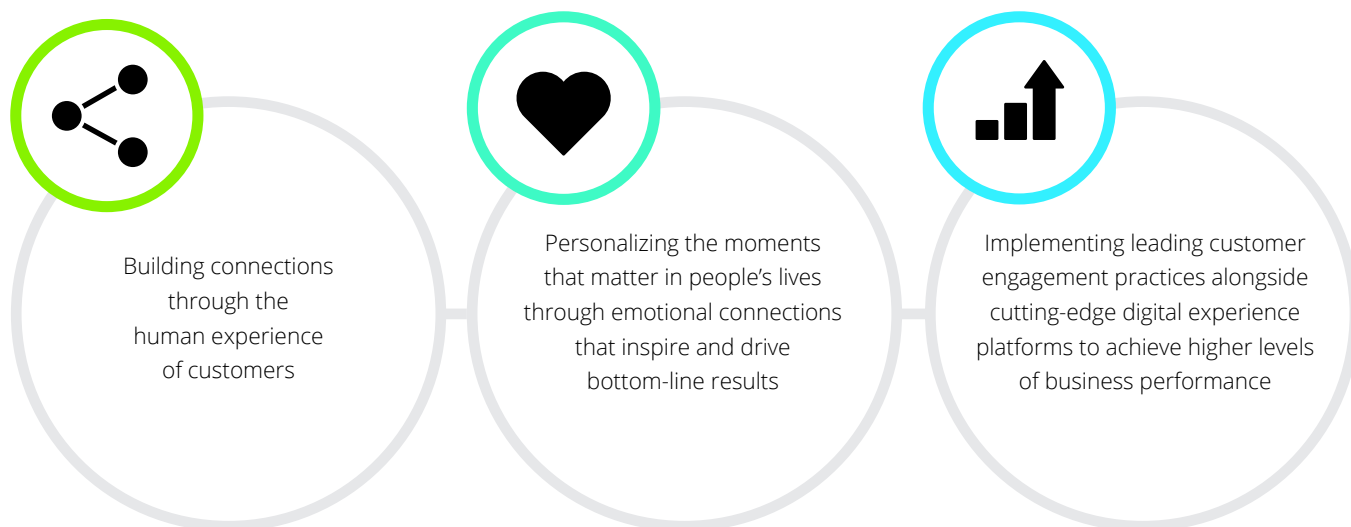 Building connections
through the
human experience
of customers
Personalizing the moments
that matter in people’s lives
through emotional connections
that inspire and drive
bottom-line results
Implementing leading customer
engagement practices alongside
cutting-edge digital experience
platforms to achieve higher levels
of business performance